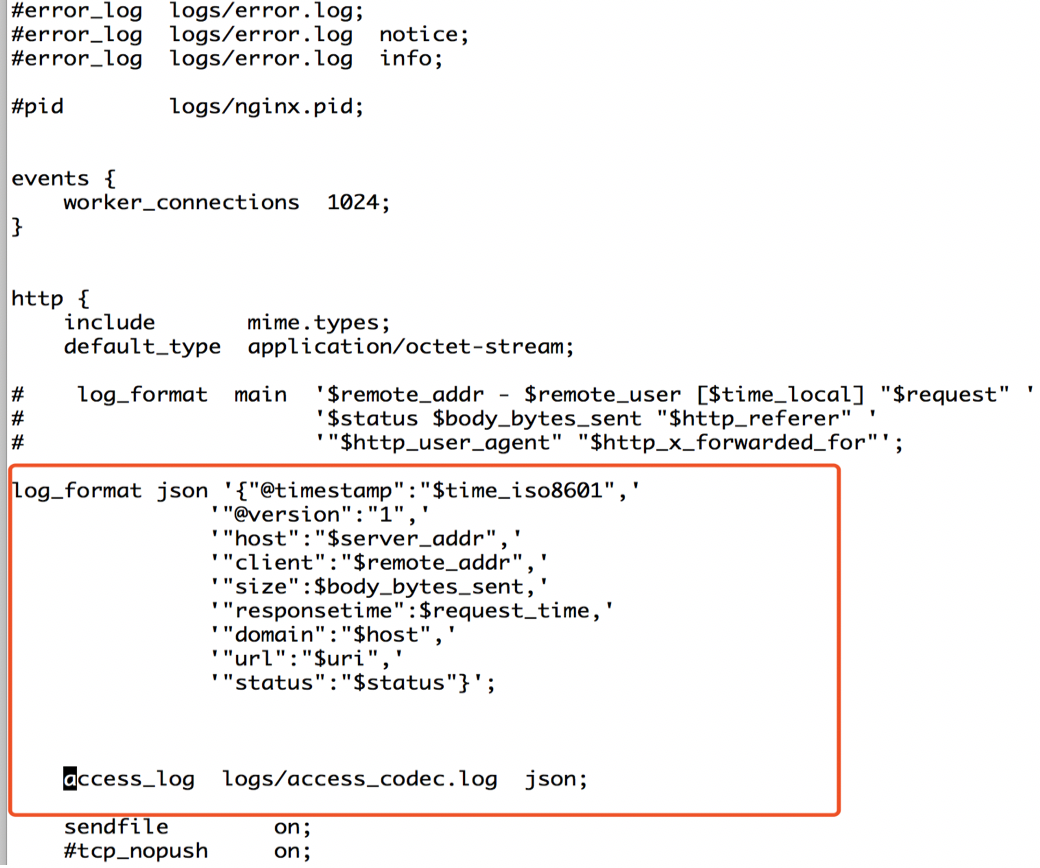 #error_log  logs/error.log;
#error_log  logs/error.log  notice;
#error_log  logs/error.log  info;

#pid        logs/nginx.pid;


events {
    worker_connections  1024;
}


http {
    include       mime.types;
    default_type  application/octet-stream;

#    log_format  main  '$remote_addr - $remote_user [$time_local] "$request" '
#                      '$status $body_bytes_sent "$http_referer" '
#                      '"$http_user_agent" "$http_x_forwarded_for"';

log_format json '{"@timestamp":"$time_iso8601",'
               '"@version":"1",'
               '"host":"$server_addr",'
               '"client":"$remote_addr",'
               '"size":$body_bytes_sent,'
               '"responsetime":$request_time,'
               '"domain":"$host",'
               '"url":"$uri",'
               '"status":"$status"}';



    access_log  logs/access_codec.log  json;

    sendfile        on;
    #tcp_nopush     on;